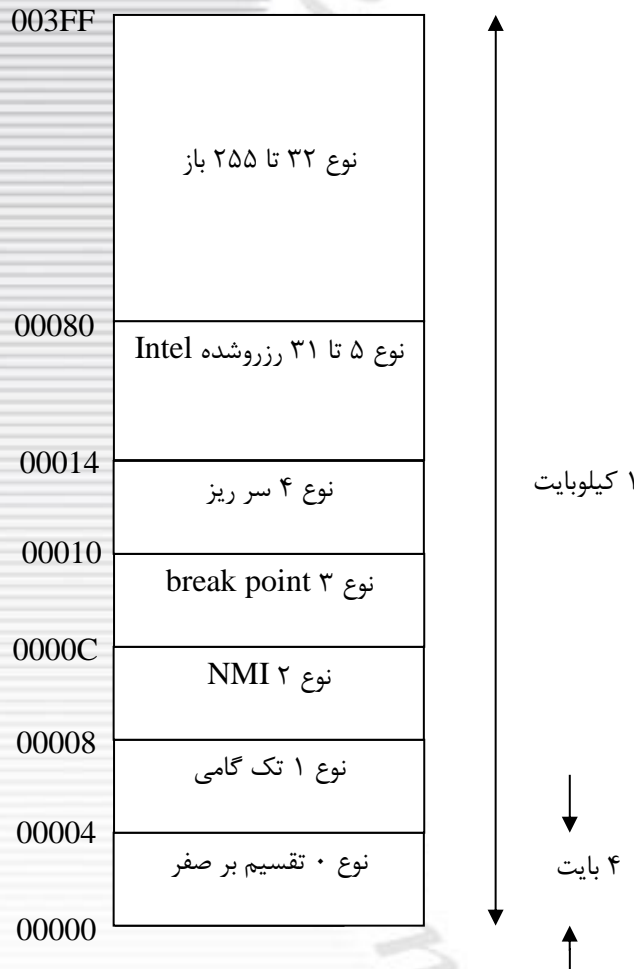 003FF
نوع ۳۲ تا ۲۵۵ باز
00080
نوع ۵ تا ۳۱ رزروشده Intel
00014
نوع ۴ سر ریز
۱ کیلوبایت
00010
نوع ۳ break point
0000C
نوع ۲ NMI
00008
نوع ۱ تک گامی
00004
نوع ۰ تقسیم بر صفر
۴ بایت
00000